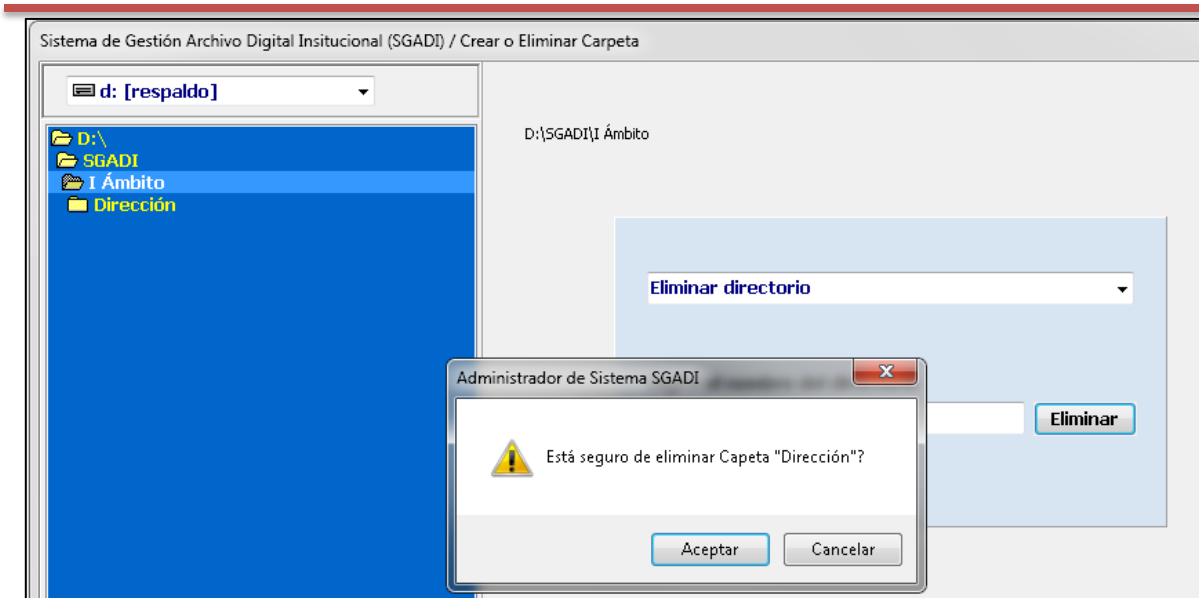 Sistema de Gestión Archivo Digital Insitucional (SGADI) / Crear o Eliminar Carpeta
d: [respaldo]
D:\
SGADI
I Ámbito
Dirección
D:\SGADI\I Ámbito
Eliminar directorio
Administrador de Sistema SGADI
Está seguro de eliminar Capeta "Dirección"?
Eliminar
Aceptar
Cancelar